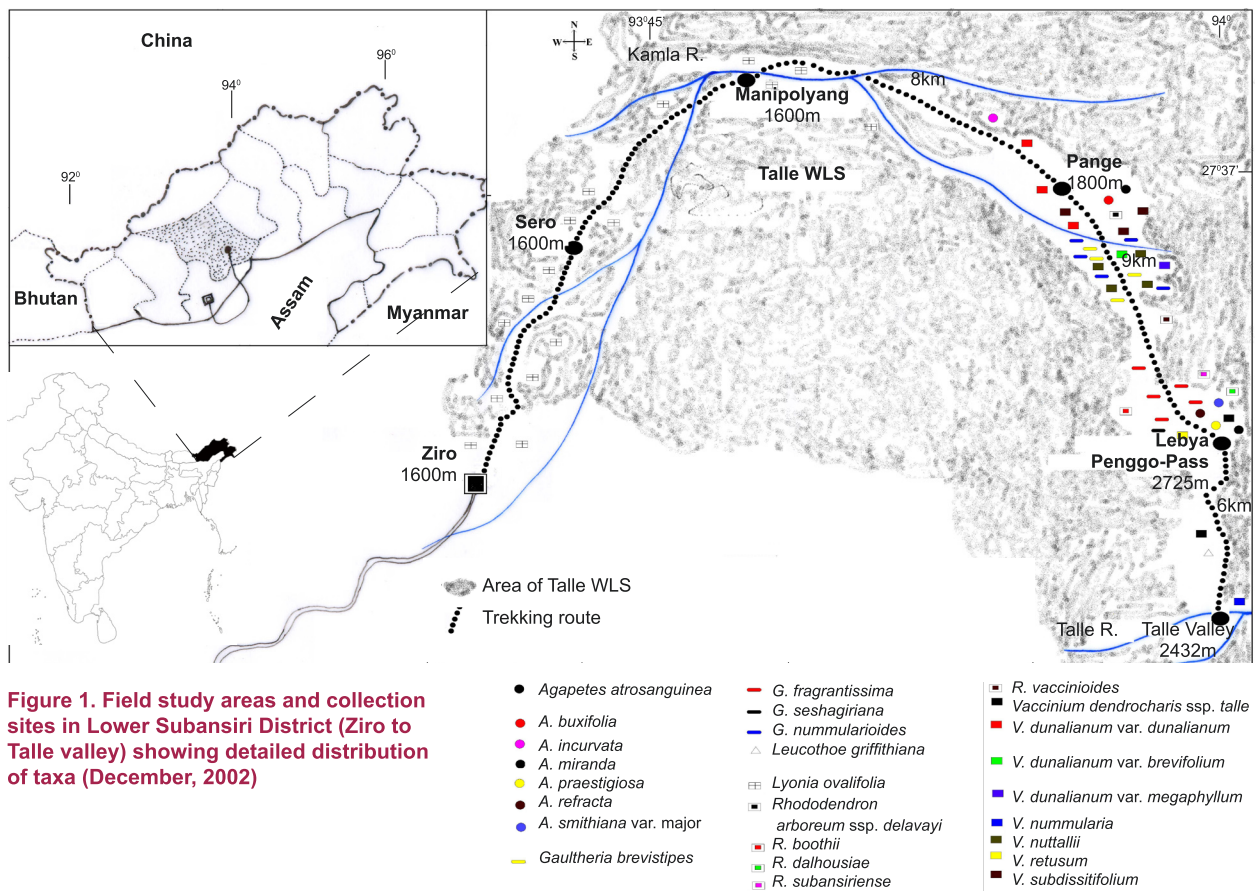 China
96⁰
94⁰
92⁰
Bhutan
Assam
Myanmar
N
W E
S
93⁰45'
94⁰
Kamla R.
8km
Manipolyang
1600m
Talle WLS
Pange
1800m
27⁰37'
Sero
1600m
9km
Ziro
1600m
Lebya
Penggo-Pass
2725m
6km
Area of Talle WLS
Trekking route
Talle R.
Talle Valley
2432m
Figure 1. Field study areas and collection
sites in Lower Subansiri District (Ziro to
Talle valley) showing detailed distribution
of taxa (December, 2002)
Agapetes atrosanguinea
A. buxifolia
A. incurvata
A. miranda
A. praestigiosa
A. refracta
A. smithiana var. major
Gaultheria brevistipes
G. fragrantissima
G. seshagiriana
G. nummularioides
Leucothoe griffithiana
Lyonia ovalifolia
Rhododendron
arboreum ssp. delavayi
R. boothii
R. dalhousiae
R. subansiriense
R. vaccinioides
Vaccinium dendrocharis ssp. talle
V. dunalianum var. dunalianum
V. dunalianum var. brevifolium
V. dunalianum var. megaphyllum
V. nummularia
V. nuttallii
V. retusum
V. subdissitifolium